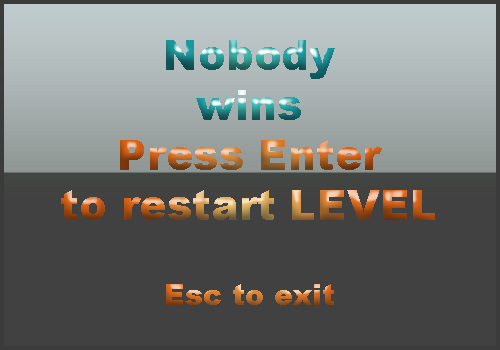 Nobody
wins
Press Enter
to restart LEVEL
Esc to exit